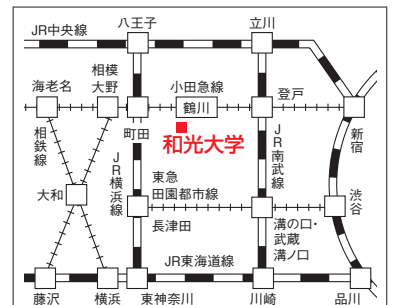 JR中央線
八王子
立川
海老名
相模
大野
小田急線
鶴川
登戸
新宿
町田
和光大学
相鉄線
JR横浜線
JR南武線
大和
東急
田園都市線
長津田
渋谷
溝の口・
武蔵
溝ノ口
JR東海道線
藤沢
横浜
東神奈川
川崎
品川